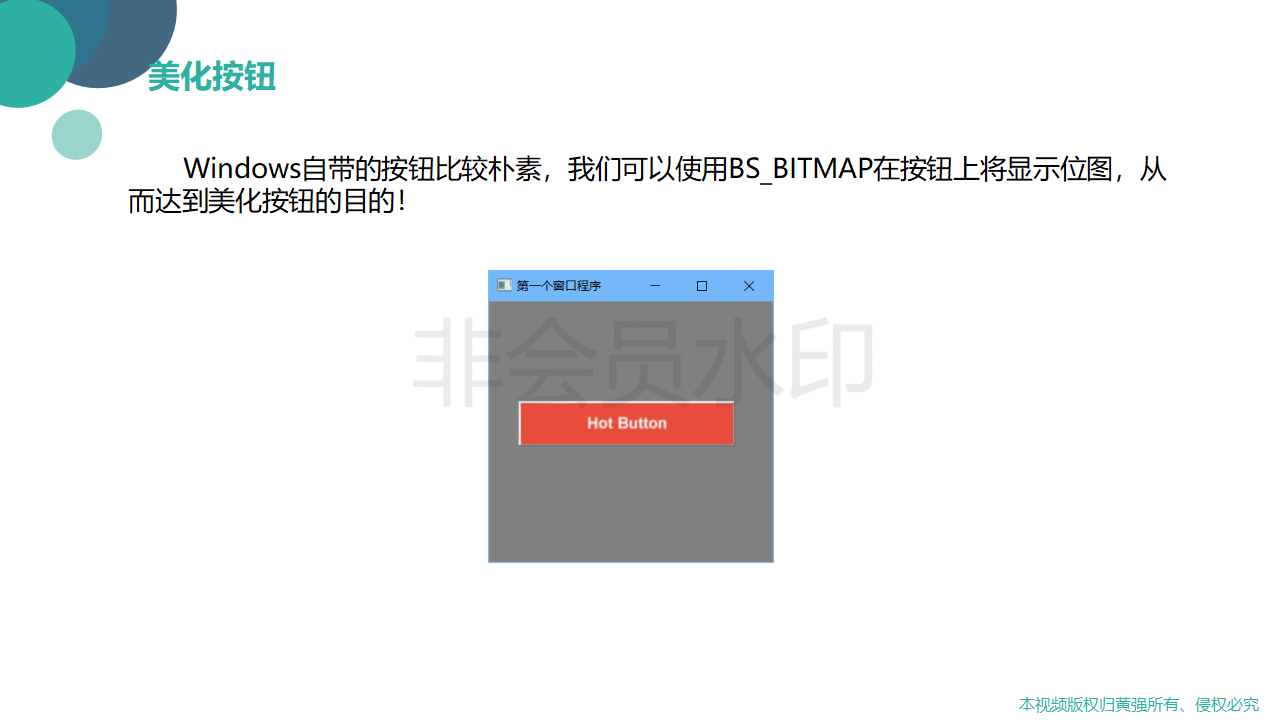 美化按钮
Windows自带的按钮比较朴素，我们可以使用BS_BITMAP在按钮上将显示位图，从
而达到美化按钮的目的！
第一个窗口程序
非会员水印
Hot Button
本视频版权归黄强所有、侵权必究